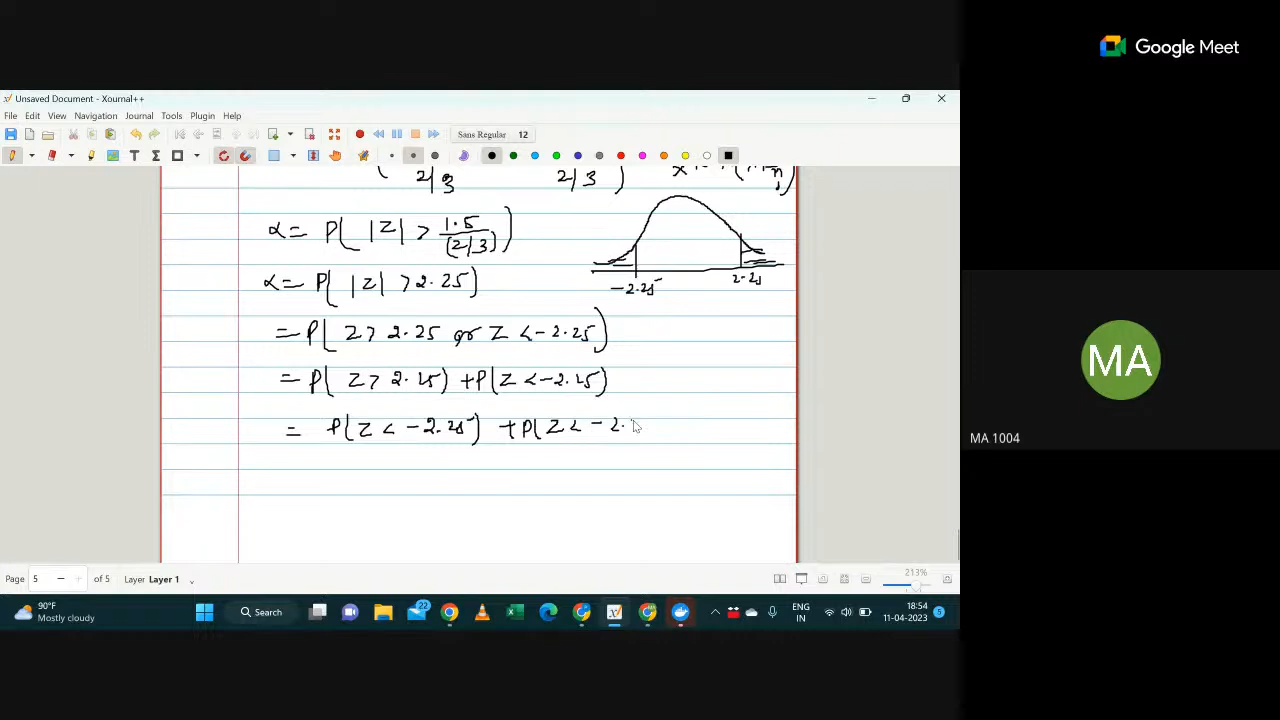 Google Meet
Unsaved Document - Xournal++
File Edit View Navigation Journal Tools Plugin Help
Sans Regular 12
2/3 2/3
α = P( |Z| > 1.5/(2/3) )
α = P( |Z| > 2.25 )
-2.25 2.25
= P( Z > 2.25 or Z < -2.25 )
= P( Z > 2.25 ) + P( Z < -2.25 )
= P( Z < -2.25 ) + P( Z < -2.
MA
MA 1004
Page 5 of 5 Layer Layer 1
213%
90°F
Mostly cloudy
Search
22
ENG
IN
18:54
11-04-2023
5